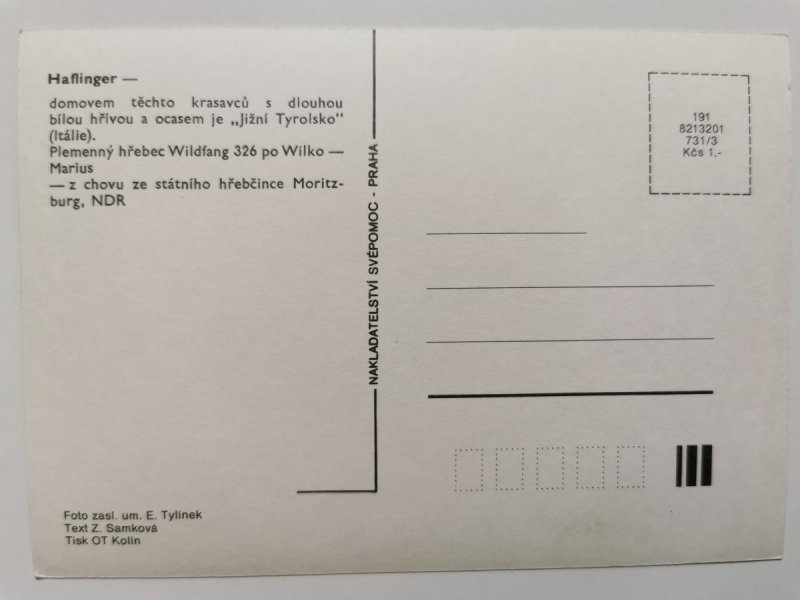 Haflinger —
domovem těchto krasavců s dlouhou
bílou hřívou a ocasem je „Jižní Tyrolsko“
(Itálie).
Plemenný hřebec Wildfang 326 po Wilko —
Marius
— z chovu ze státního hřebčince Moritz-
burg, NDR
Foto zasl. um. E. Tylínek
Text Z. Samková
Tisk OT Kolín
NAKLADATELSTVÍ SVÉPOMOC - PRAHA
191
8213201
731/3
Kčs 1,-